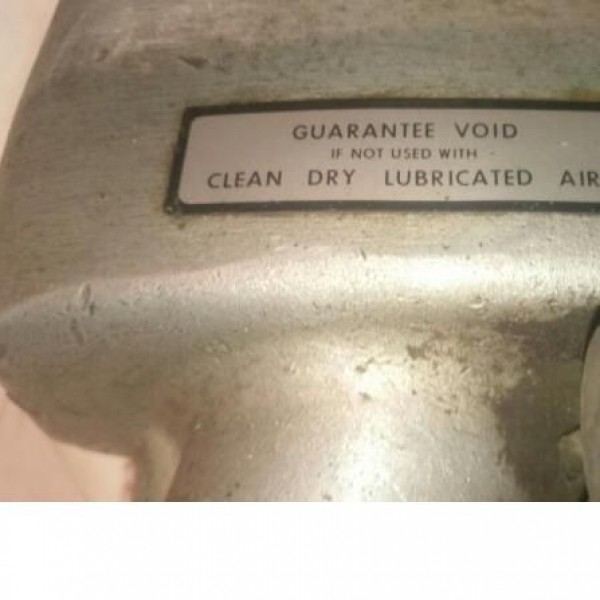 GUARANTEE VOID
IF NOT USED WITH
CLEAN DRY LUBRICATED AIR